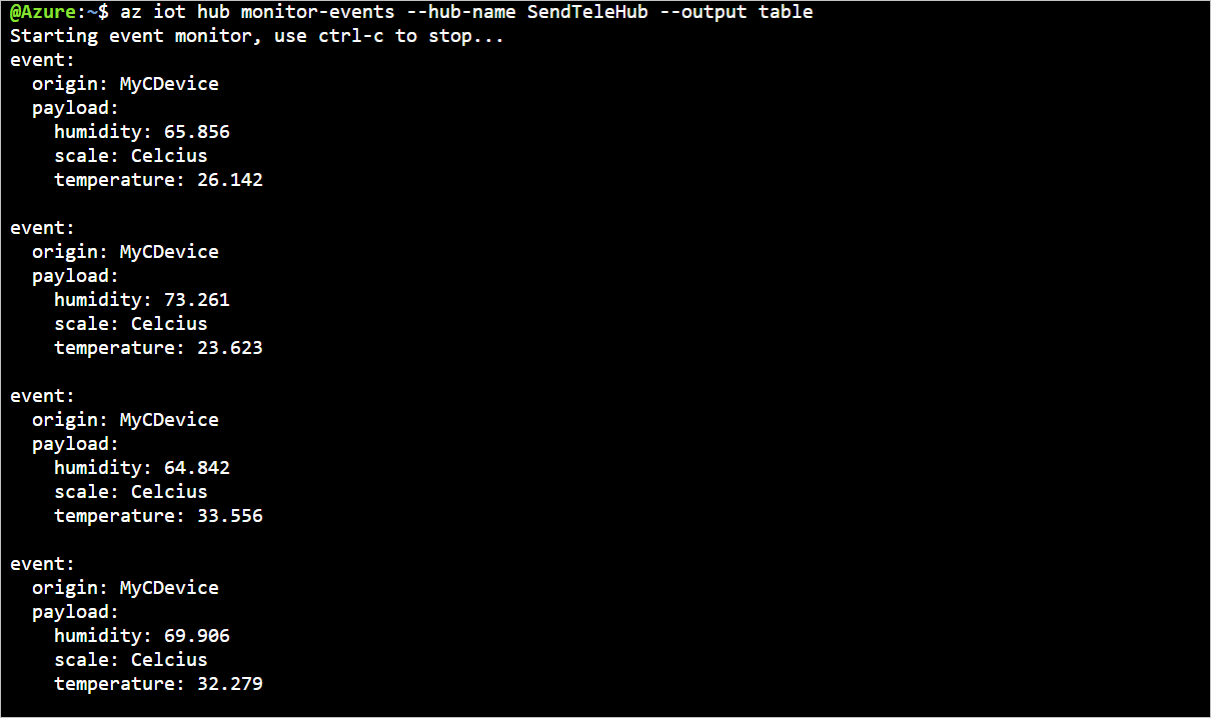 @Azure:~$ az iot hub monitor-events --hub-name SendTeleHub --output table
Starting event monitor, use ctrl-c to stop...
event:
  origin: MyCDevice
  payload:
    humidity: 65.856
    scale: Celcius
    temperature: 26.142

event:
  origin: MyCDevice
  payload:
    humidity: 73.261
    scale: Celcius
    temperature: 23.623

event:
  origin: MyCDevice
  payload:
    humidity: 64.842
    scale: Celcius
    temperature: 33.556

event:
  origin: MyCDevice
  payload:
    humidity: 69.906
    scale: Celcius
    temperature: 32.279